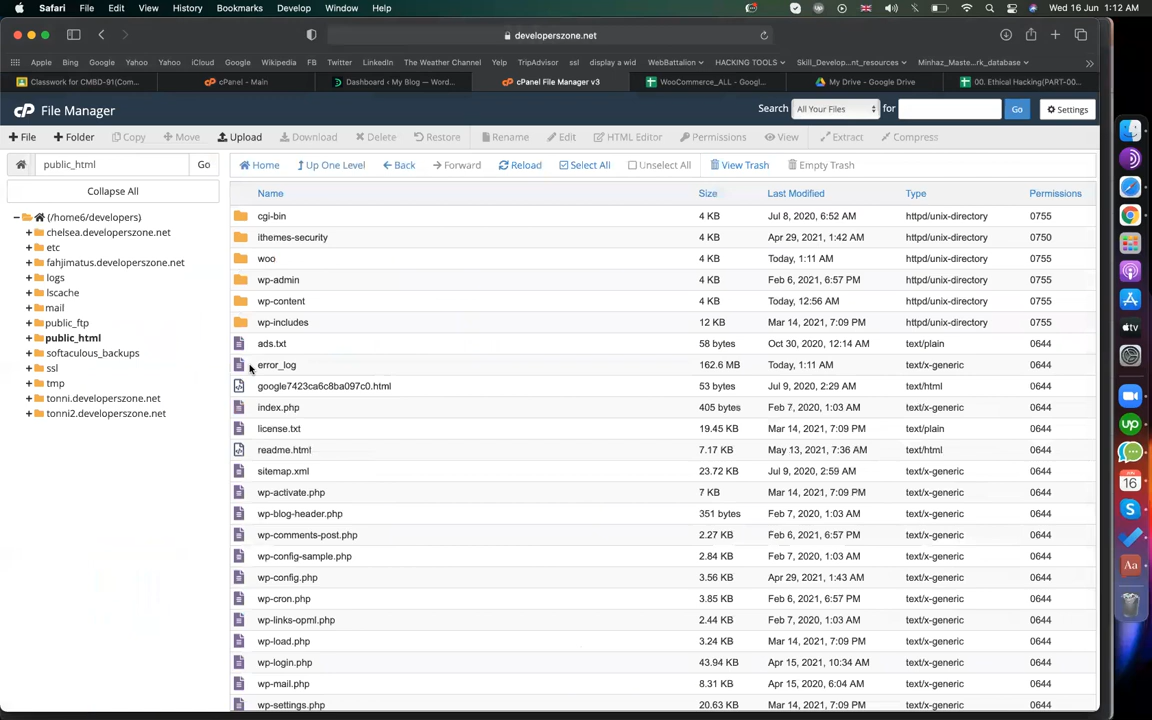 Safari File Edit View History Bookmarks Develop Window Help Wed 16 Jun 1:12 AM
developerszone.net
Apple Bing Google Yahoo Yahoo iCloud Google Wikipedia FB Twitter LinkedIn The Weather Channel Yelp TripAdvisor ssl display a wid WebBattalion HACKING TOOLS Skill_Develop...nt_resources Minhaz_Maste...rk_database
Classwork for CMBD-91(Com... cPanel - Main Dashboard ‹ My Blog — Word... cPanel File Manager v3 WooCommerce_ALL - Googl... My Drive - Google Drive 00. Ethical Hacking(PART-00...
cP File Manager Search All Your Files for Go Settings
+ File + Folder Copy Move Upload Download Delete Restore Rename Edit HTML Editor Permissions View Extract Compress
public_html Go Home Up One Level Back Forward Reload Select All Unselect All View Trash Empty Trash
Collapse All
(/home6/developers)
chelsea.developerszone.net
etc
fahjimatus.developerszone.net
logs
lscache
mail
public_ftp
public_html
softaculous_backups
ssl
tmp
tonni.developerszone.net
tonni2.developerszone.net
Name Size Last Modified Type Permissions
cgi-bin 4 KB Jul 8, 2020, 6:52 AM httpd/unix-directory 0755
ithemes-security 4 KB Apr 29, 2021, 1:42 AM httpd/unix-directory 0750
woo 4 KB Today, 1:11 AM httpd/unix-directory 0755
wp-admin 4 KB Feb 6, 2021, 6:57 PM httpd/unix-directory 0755
wp-content 4 KB Today, 12:56 AM httpd/unix-directory 0755
wp-includes 12 KB Mar 14, 2021, 7:09 PM httpd/unix-directory 0755
ads.txt 58 bytes Oct 30, 2020, 12:14 AM text/plain 0644
error_log 162.6 MB Today, 1:11 AM text/x-generic 0644
google7423ca6c8ba097c0.html 53 bytes Jul 9, 2020, 2:29 AM text/html 0644
index.php 405 bytes Feb 7, 2020, 1:03 AM text/x-generic 0644
license.txt 19.45 KB Mar 14, 2021, 7:09 PM text/plain 0644
readme.html 7.17 KB May 13, 2021, 7:36 AM text/html 0644
sitemap.xml 23.72 KB Jul 9, 2020, 2:59 AM text/x-generic 0644
wp-activate.php 7 KB Mar 14, 2021, 7:09 PM text/x-generic 0644
wp-blog-header.php 351 bytes Feb 7, 2020, 1:03 AM text/x-generic 0644
wp-comments-post.php 2.27 KB Feb 6, 2021, 6:57 PM text/x-generic 0644
wp-config-sample.php 2.84 KB Feb 7, 2020, 1:03 AM text/x-generic 0644
wp-config.php 3.56 KB Apr 29, 2021, 1:43 AM text/x-generic 0644
wp-cron.php 3.85 KB Feb 6, 2021, 6:57 PM text/x-generic 0644
wp-links-opml.php 2.44 KB Feb 7, 2020, 1:03 AM text/x-generic 0644
wp-load.php 3.24 KB Mar 14, 2021, 7:09 PM text/x-generic 0644
wp-login.php 43.94 KB Apr 15, 2021, 10:34 AM text/x-generic 0644
wp-mail.php 8.31 KB Apr 15, 2020, 6:04 AM text/x-generic 0644
wp-settings.php 20.63 KB Mar 14, 2021, 7:09 PM text/x-generic 0644
tv
up
JUN
16
S
Aa